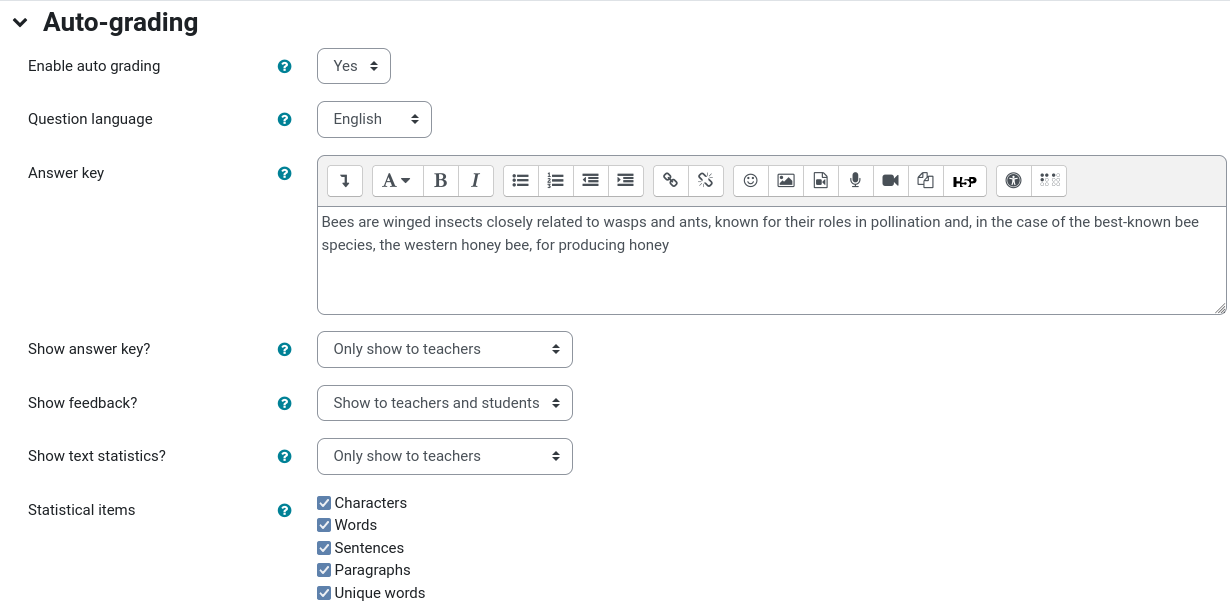 Auto-grading
Enable auto grading ? Yes
Question language ? English
Answer key ? A B I H5P
Bees are winged insects closely related to wasps and ants, known for their roles in pollination and, in the case of the best-known bee
species, the western honey bee, for producing honey
Show answer key? ? Only show to teachers
Show feedback? ? Show to teachers and students
Show text statistics? ? Only show to teachers
Statistical items ? Characters
Words
Sentences
Paragraphs
Unique words